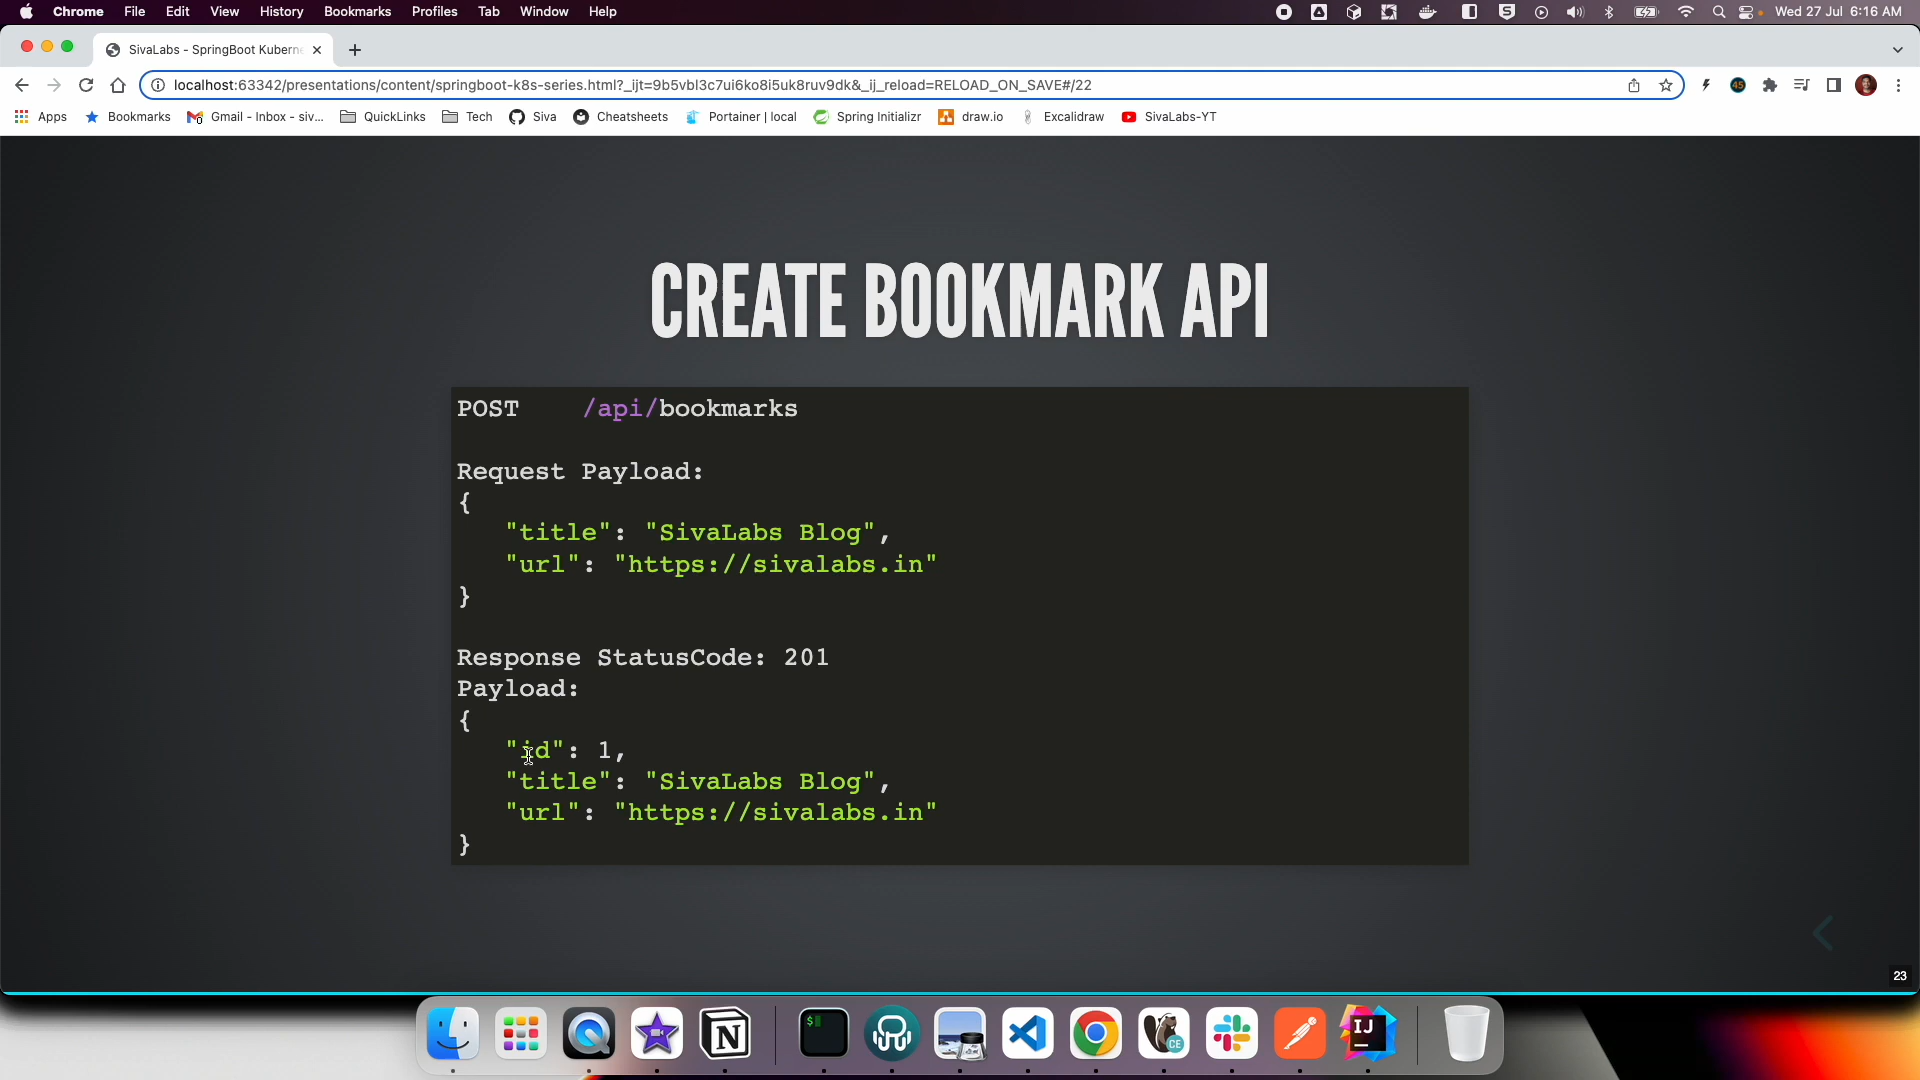 Chrome File Edit View History Bookmarks Profiles Tab Window Help Wed 27 Jul 6:16 AM
SivaLabs - SpringBoot Kuberne
localhost:63342/presentations/content/springboot-k8s-series.html?_ijt=9b5vbl3c7ui6ko8i5uk8ruv9dk&_ij_reload=RELOAD_ON_SAVE#/22
45
Apps Bookmarks Gmail - Inbox - siv... QuickLinks Tech Siva Cheatsheets Portainer | local Spring Initializr draw.io Excalidraw SivaLabs-YT
CREATE BOOKMARK API
POST /api/bookmarks
Request Payload:
{
"title": "SivaLabs Blog",
"url": "https://sivalabs.in"
}
Response StatusCode: 201
Payload:
{
"id": 1,
"title": "SivaLabs Blog",
"url": "https://sivalabs.in"
}
23
$
CE
IJ